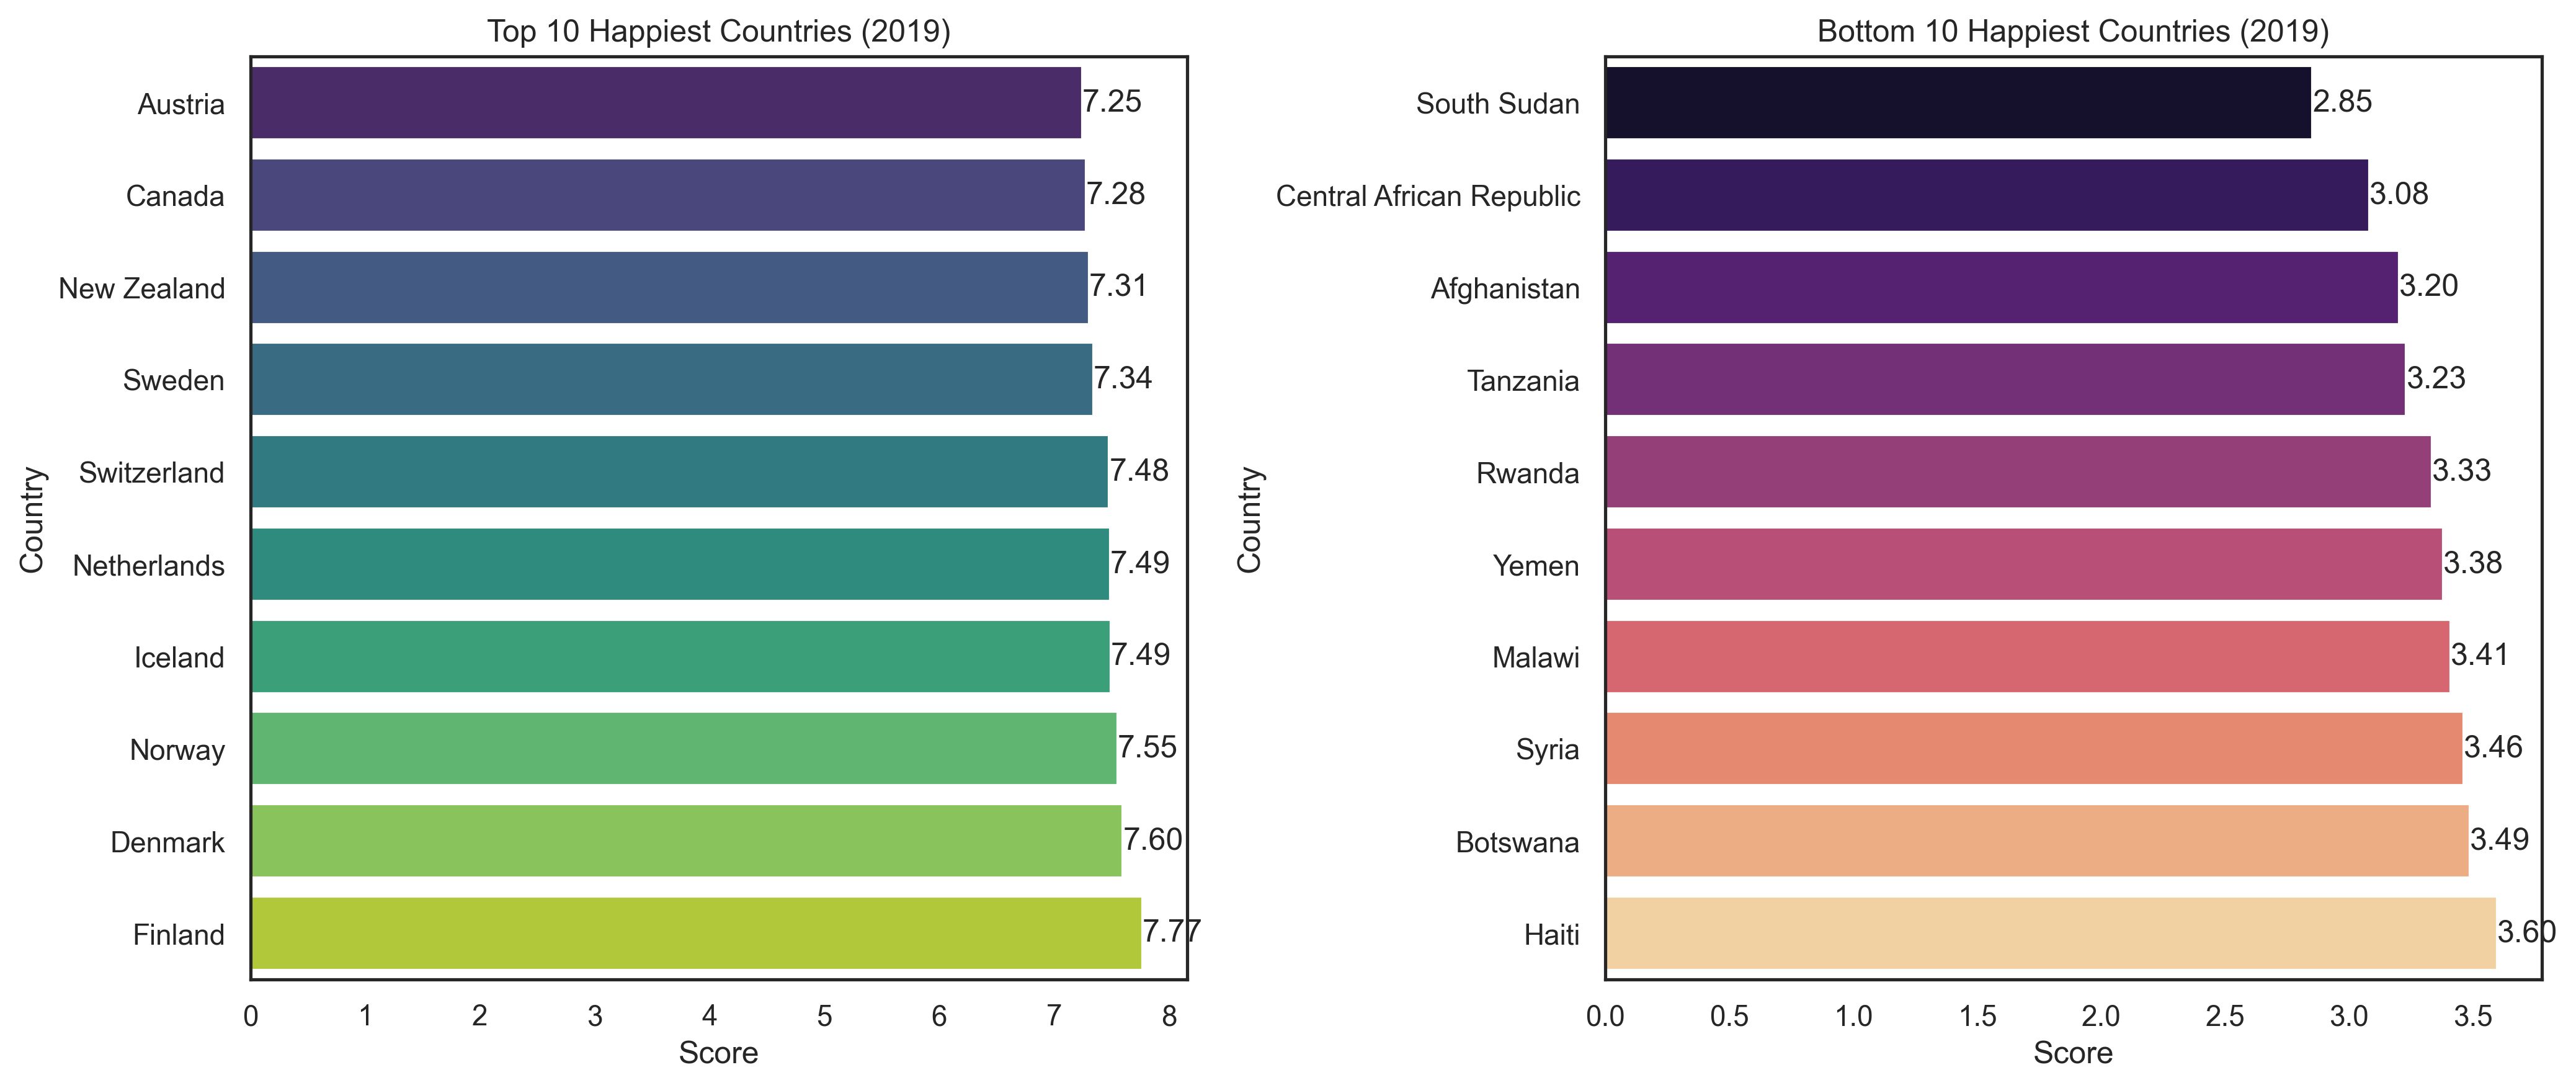 Top 10 Happiest Countries (2019)
Country
Austria 7.25
Canada 7.28
New Zealand 7.31
Sweden 7.34
Switzerland 7.48
Netherlands 7.49
Iceland 7.49
Norway 7.55
Denmark 7.60
Finland 7.77
0 1 2 3 4 5 6 7 8
Score
Bottom 10 Happiest Countries (2019)
Country
South Sudan 2.85
Central African Republic 3.08
Afghanistan 3.20
Tanzania 3.23
Rwanda 3.33
Yemen 3.38
Malawi 3.41
Syria 3.46
Botswana 3.49
Haiti 3.60
0.0 0.5 1.0 1.5 2.0 2.5 3.0 3.5
Score